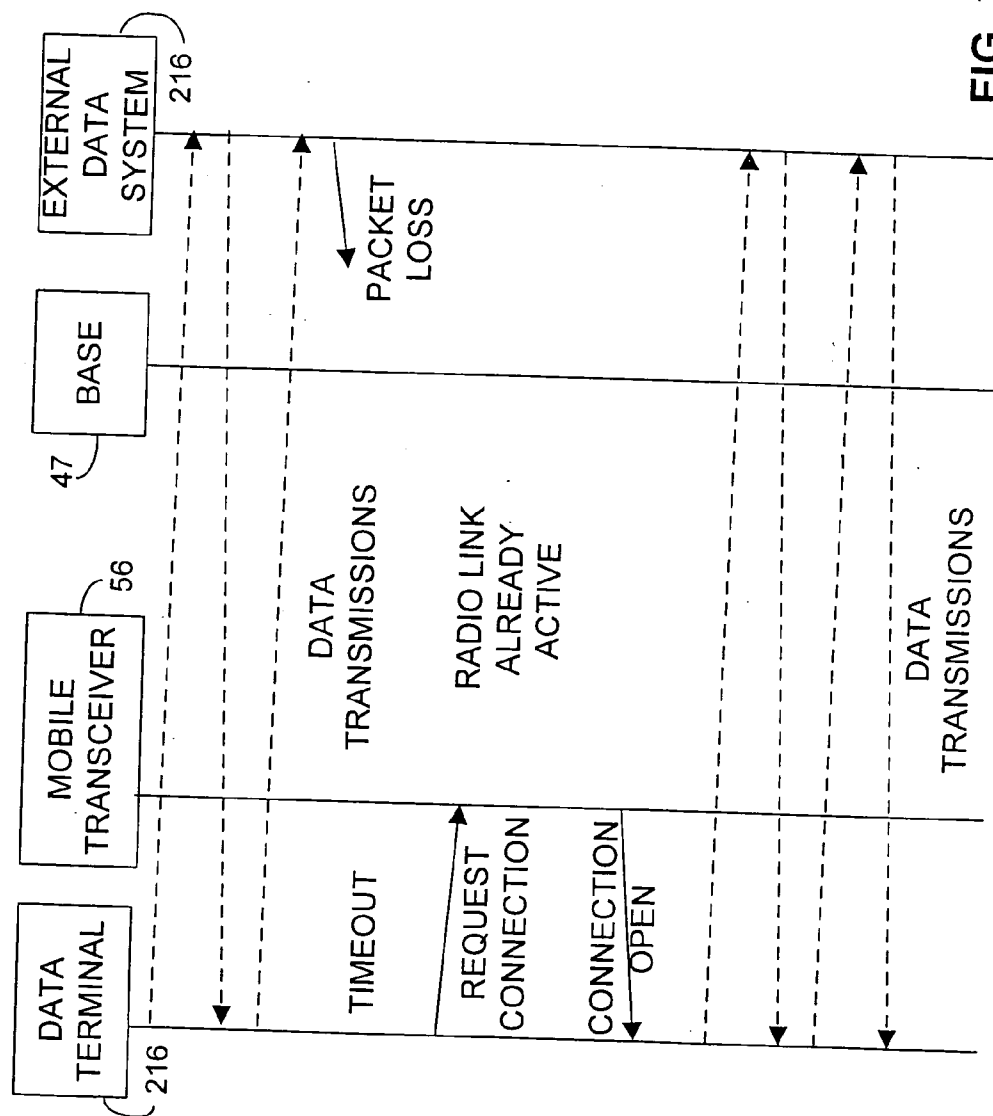 DATA
TERMINAL
216
MOBILE
TRANSCEIVER
56
BASE
47
EXTERNAL
DATA
SYSTEM
216
PACKET
LOSS
DATA
TRANSMISSIONS
TIMEOUT
RADIO LINK
ALREADY
ACTIVE
REQUEST
CONNECTION
CONNECTION
OPEN
DATA
TRANSMISSIONS
FIG